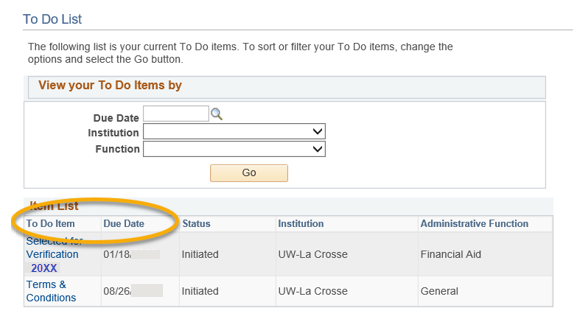 To Do List
The following list is your current To Do items. To sort or filter your To Do items, change the
options and select the Go button.
View your To Do Items by
Due Date
Institution
Function
Go
Item List
To Do Item Due Date Status Institution Administrative Function
Selected for
Verification 01/18/ Initiated UW-La Crosse Financial Aid
20XX
Terms &
Conditions 08/26/ Initiated UW-La Crosse General